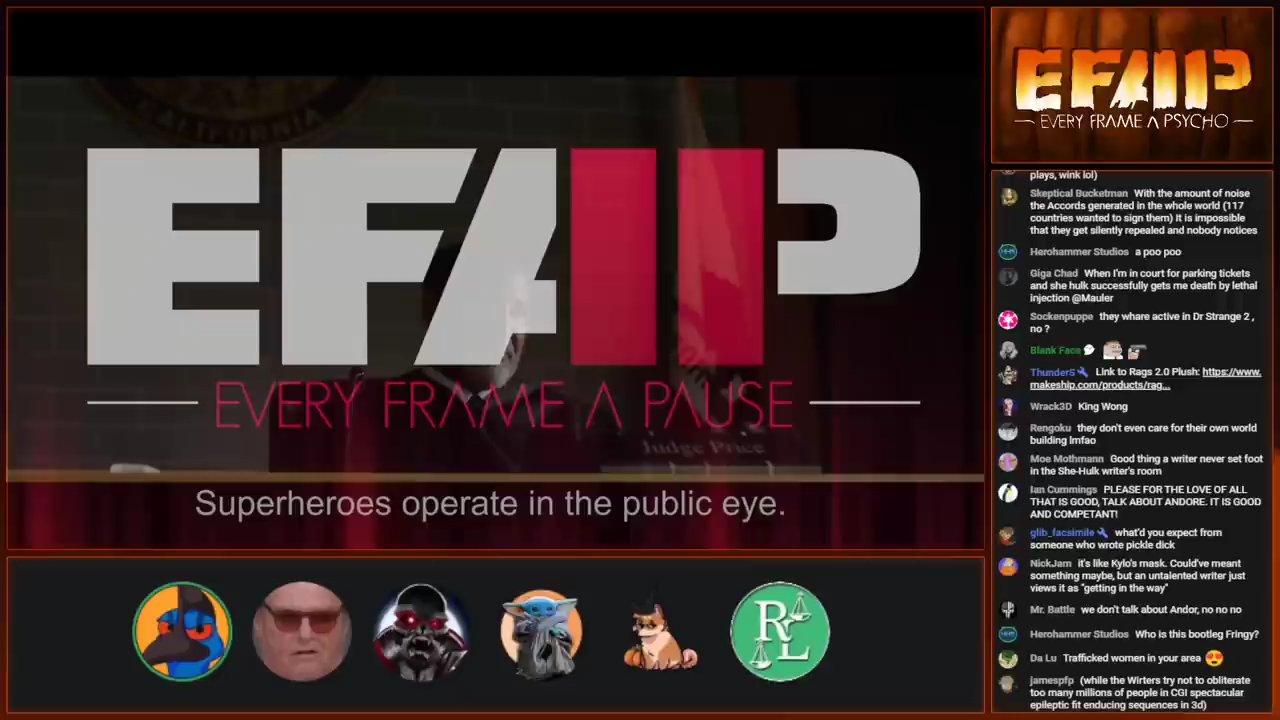 CALIFORNIA
EFAP
EVERY FRAME A PAUSE
Judge Price
Superheroes operate in the public eye.
RL
EFAP
EVERY FRAME A PSYCHO
plays, wink lol)
Skeptical Bucketman With the amount of noise
the Accords generated in the whole world (117
countries wanted to sign them) It is impossible
that they get silently repealed and nobody notices
Herohammer Studios a poo poo
Giga Chad When I'm in court for parking tickets
and she hulk successfully gets me death by lethal
injection @Mauler
Sockenpuppe they whare active in Dr Strange 2 ,
no ?
Blank Face
ThunderS Link to Rags 2.0 Plush: https://www.
makeship.com/products/rag...
Wrack3D King Wong
Rengoku they don't even care for their own world
building lmfao
Moe Mothmann Good thing a writer never set foot
in the She-Hulk writer's room
Ian Cummings PLEASE FOR THE LOVE OF ALL
THAT IS GOOD, TALK ABOUT ANDORE. IT IS GOOD
AND COMPETANT!
glib_facsimile what'd you expect from
someone who wrote pickle dick
NickJam it's like Kylo's mask. Could've meant
something maybe, but an untalented writer just
views it as "getting in the way"
Mr. Battle we don't talk about Andor, no no no
Herohammer Studios Who is this bootleg Fringy?
Da Lu Trafficked women in your area 😍
jamespfp (while the Wirters try not to obliterate
too many millions of people in CGI spectacular
epileptic fit enducing sequences in 3d)